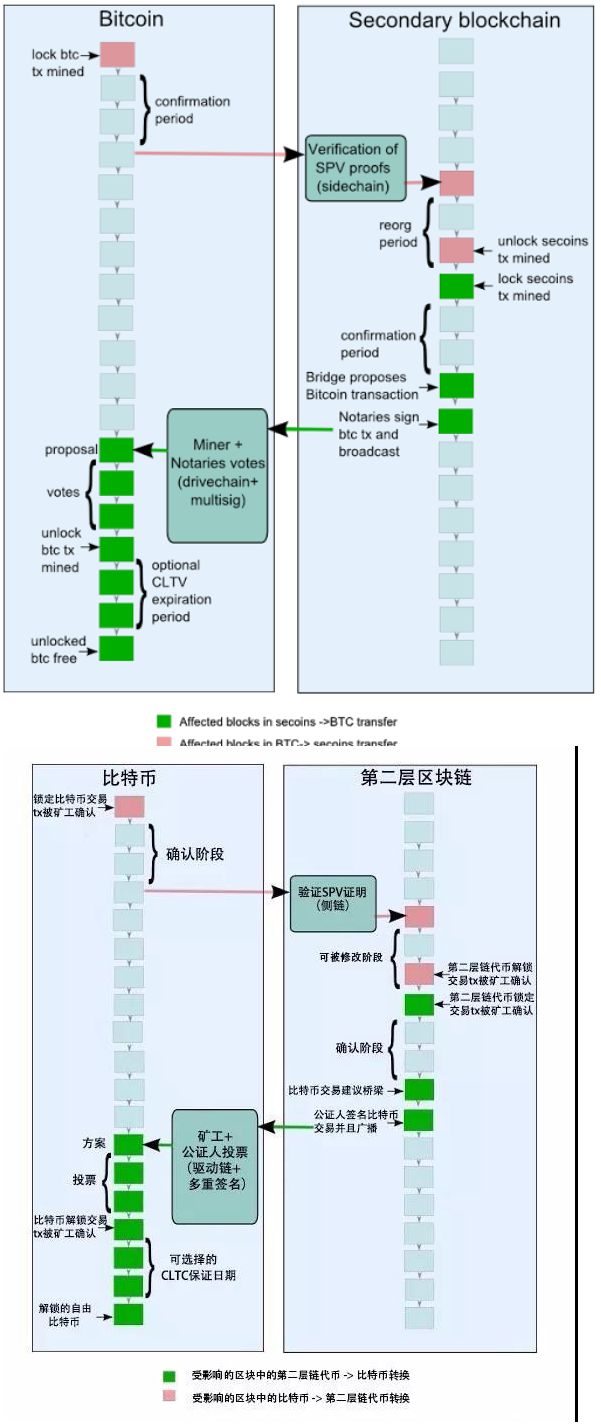 Bitcoin
lock btc
tx mined
confirmation
period
proposal
votes
unlock
btc tx
mined
optional
CLTV
expiration
period
unlocked
btc free
Verification of
SPV proofs
(sidechain)
Miner +
Notaries votes
(drivechain+
multisig)
Secondary blockchain
reorg
period
unlock secoins
tx mined
lock secoins
tx mined
confirmation
period
Bridge proposes
Bitcoin transaction
Notaries sign
btc tx and
broadcast
Affected blocks in secoins ->BTC transfer
Affected blocks in BTC-> secoins transfer
比特币
锁定比特币交易
tx被矿工确认
确认阶段
方案
投票
比特币解锁交易
tx被矿工确认
可选择的
CLTC保证日期
解锁的自由
比特币
验证SPV证明
(侧链)
矿工+
公证人投票
(驱动链+
多重签名)
第二层区块链
可被修改阶段
第二层链代币解锁
交易tx被矿工确认
第二层链代币锁定
交易tx被矿工确认
确认阶段
比特币交易建议桥梁
公证人签名比特币
交易并且广播
受影响的区块中的第二层链代币 -> 比特币转换
受影响的区块中的比特币 -> 第二层链代币转换